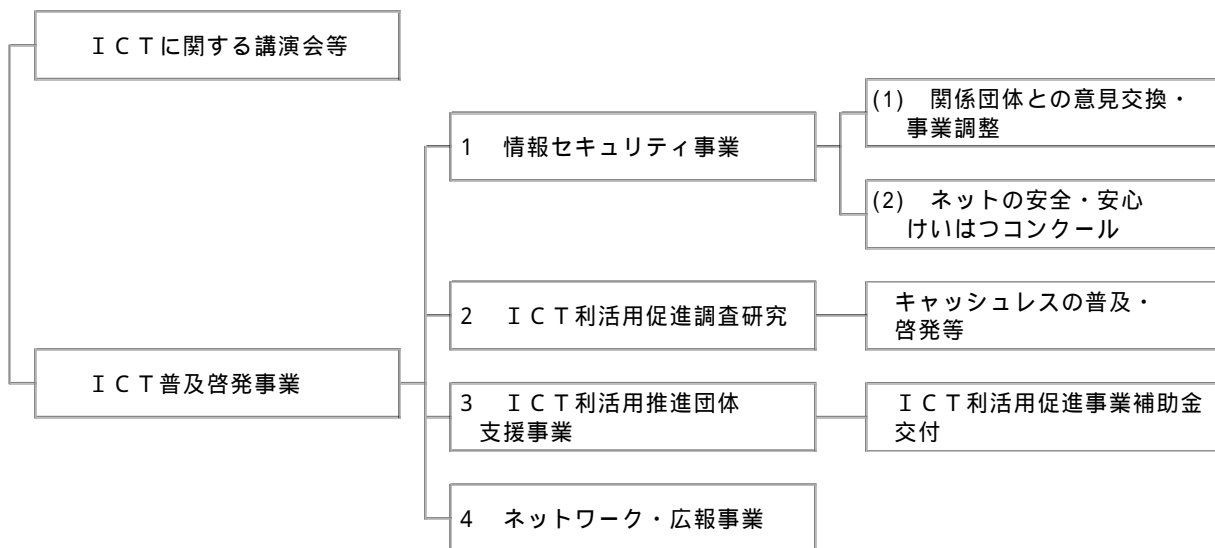 ＩＣＴに関する講演会等
1　情報セキュリティ事業
(1)　関係団体との意見交換・
事業調整
(2)　ネットの安全・安心
けいはつコンクール
2　ＩＣＴ利活用促進調査研究
キャッシュレスの普及・
啓発等
ＩＣＴ普及啓発事業
3　ＩＣＴ利活用推進団体
支援事業
ＩＣＴ利活用促進事業補助金
交付
4　ネットワーク・広報事業